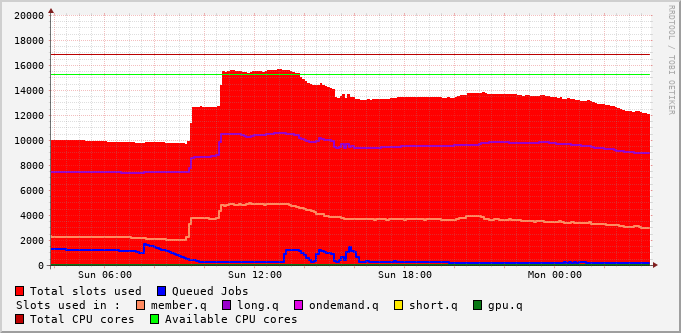 20000
18000
16000
14000
12000
10000
8000
6000
4000
2000
0
Sun 06:00 Sun 12:00 Sun 18:00 Mon 00:00
RRDTOOL / TOBI OETIKER
Total slots used Queued Jobs
Slots used in : member.q long.q ondemand.q short.q gpu.q
Total CPU cores Available CPU cores